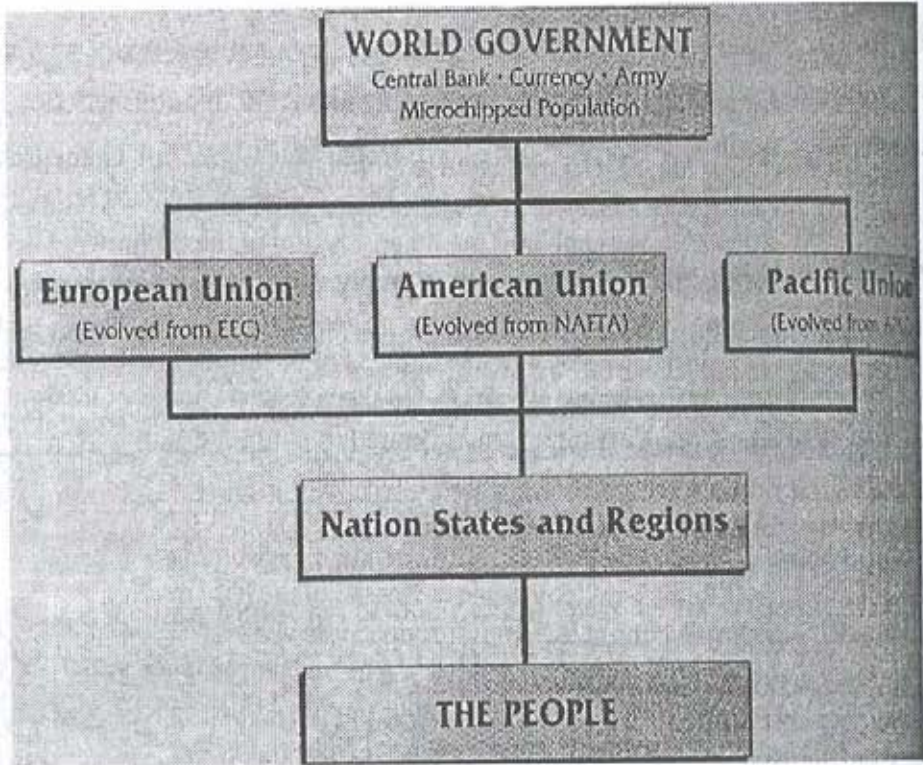 WORLD GOVERNMENT
Central Bank · Currency · Army
Microchipped Population
European Union
(Evolved from EEC)
American Union
(Evolved from NAFTA)
Pacific Union
(Evolved from
Nation States and Regions
THE PEOPLE